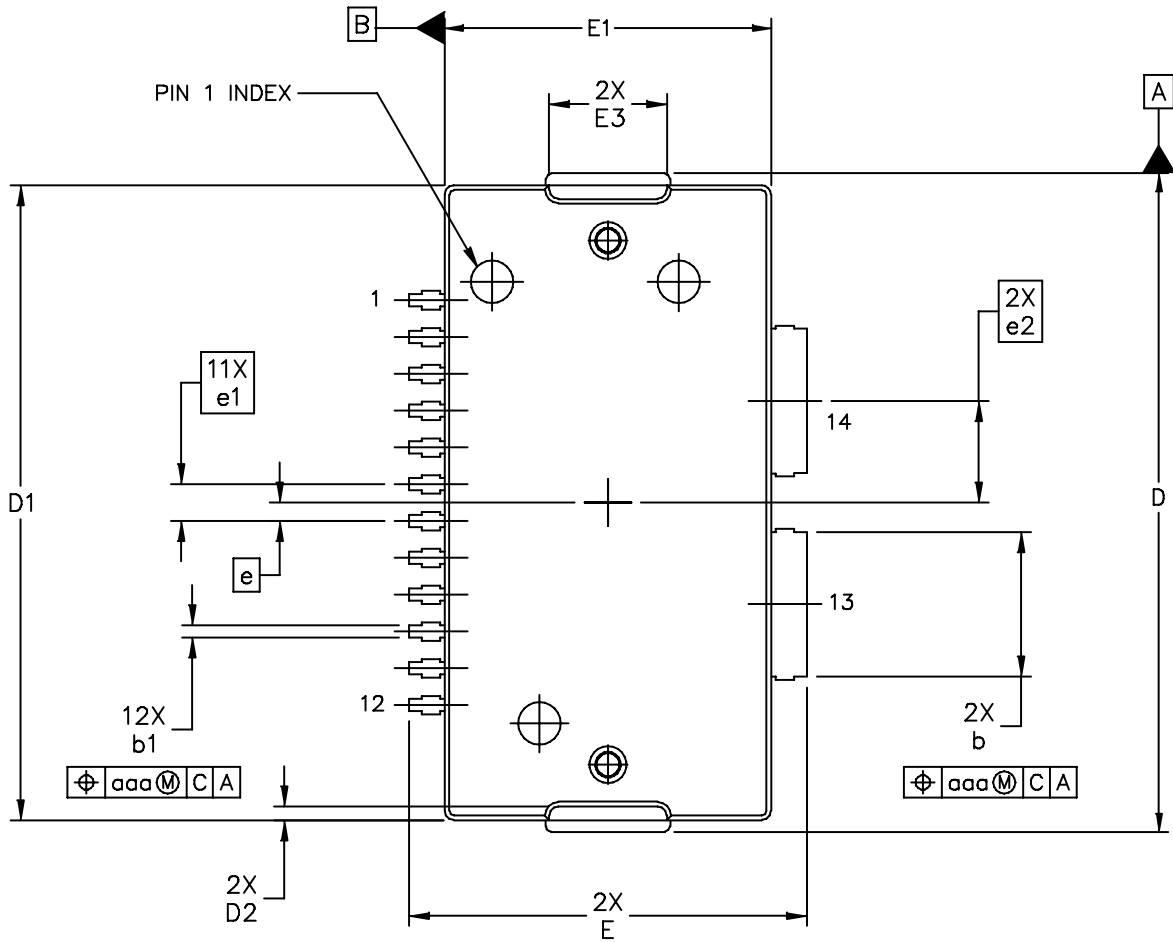 B
E1
PIN 1 INDEX
2X
E3
A
1
2X
e2
11X
e1
14
D1
D
e
13
12
12X
b1
2X
b
⌖ aaa Ⓜ C A
⌖ aaa Ⓜ C A
2X
D2
2X
E